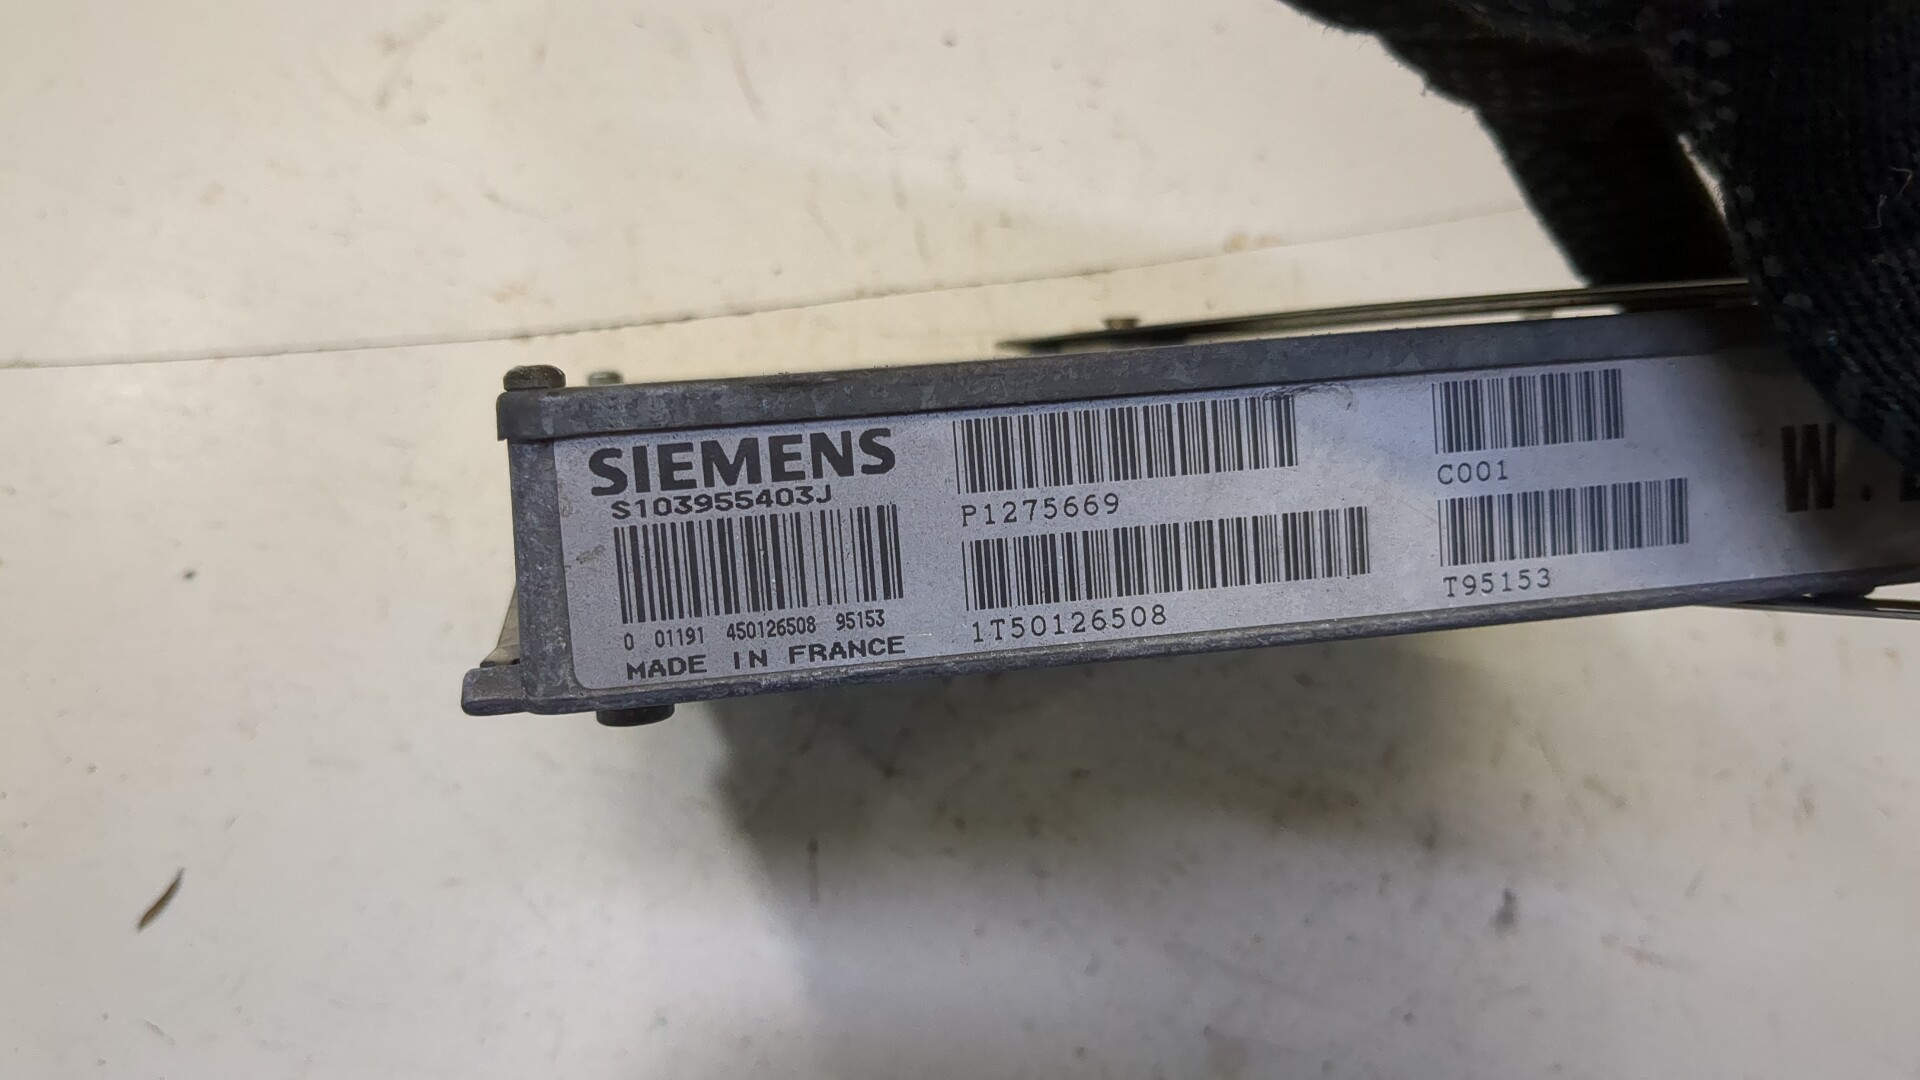 SIEMENS
S103955403J
0 01191 450126508 95153
MADE IN FRANCE
P1275669
1T50126508
C001
T95153